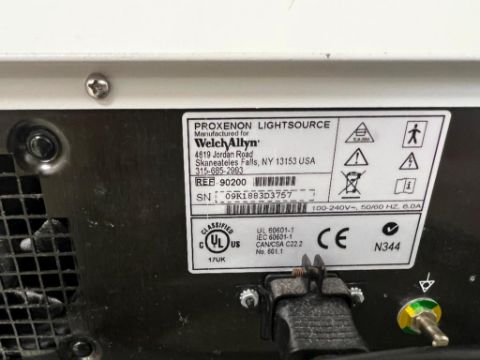 PROXENON LIGHTSOURCE
Manufactured for
WelchAllyn®
4619 Jordan Road
Skaneateles Falls, NY 13153 USA
315-685-2993
REF 90200
SN 09K1883D3757
100-240V~, 50/60 HZ, 6.0A
CLASSIFIED
C UL US
17UK
UL 60601-1
IEC 60601-1
CAN/CSA C22.2
No. 601.1
CE
N344